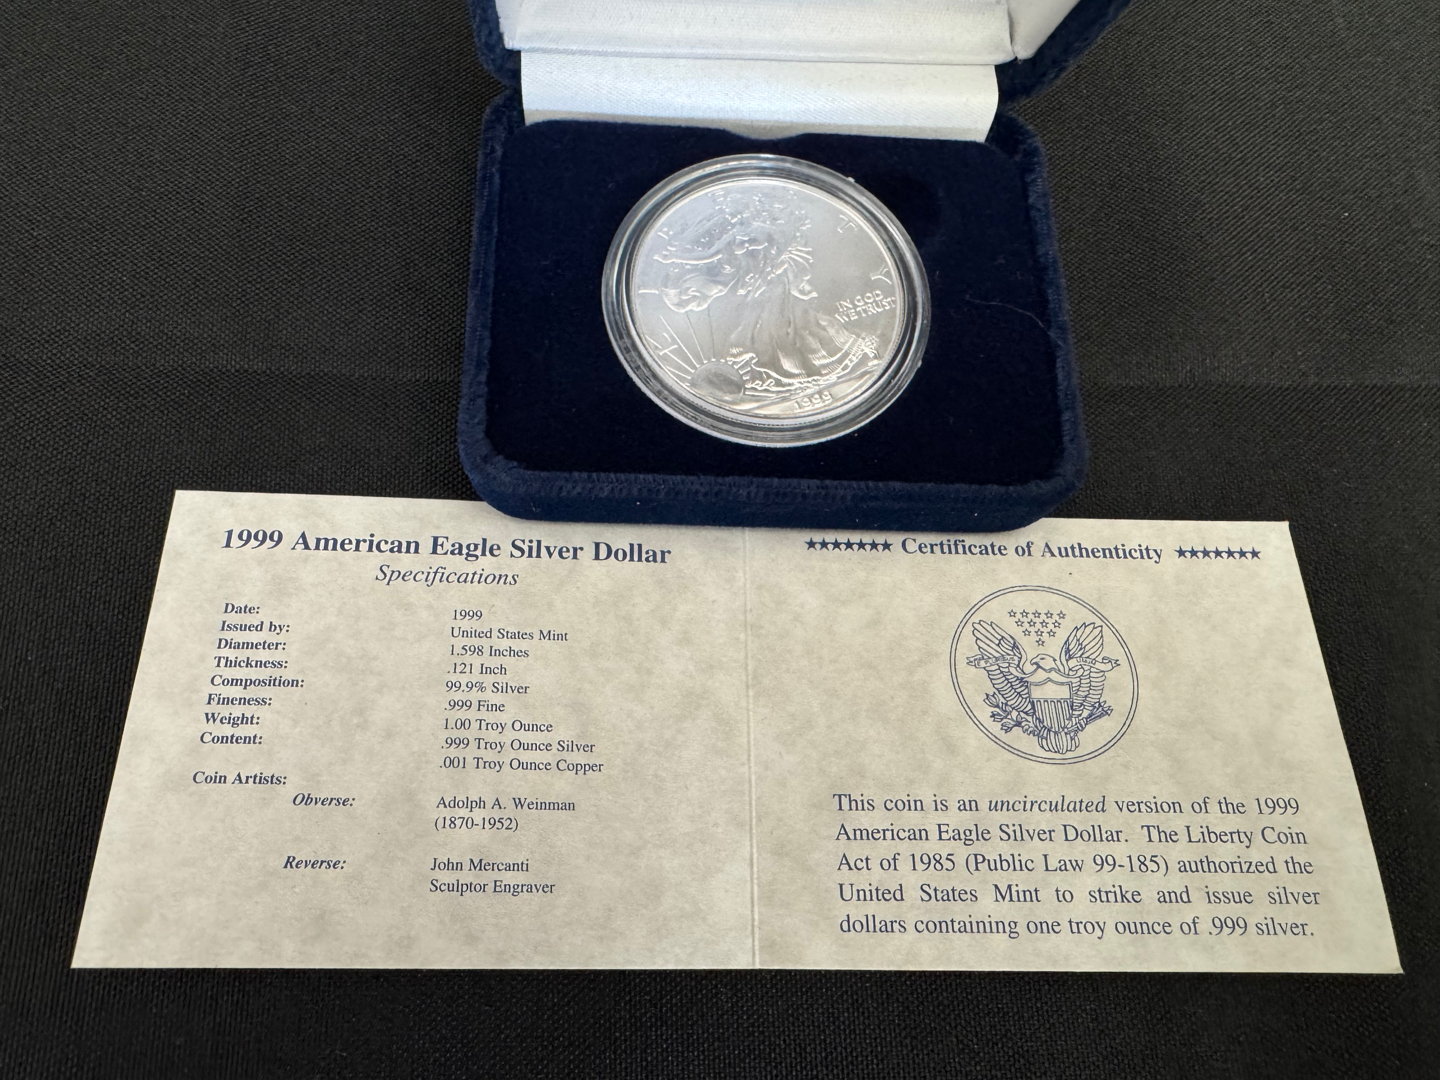 LIBERTY
IN GOD
WE TRUST
1999
1999 American Eagle Silver Dollar
Specifications
Date: 1999
Issued by: United States Mint
Diameter: 1.598 Inches
Thickness: .121 Inch
Composition: 99.9% Silver
Fineness: .999 Fine
Weight: 1.00 Troy Ounce
Content: .999 Troy Ounce Silver
.001 Troy Ounce Copper
Coin Artists:
Obverse: Adolph A. Weinman
(1870-1952)
Reverse: John Mercanti
Sculptor Engraver
★★★★★★★ Certificate of Authenticity ★★★★★★★
This coin is an uncirculated version of the 1999
American Eagle Silver Dollar. The Liberty Coin
Act of 1985 (Public Law 99-185) authorized the
United States Mint to strike and issue silver
dollars containing one troy ounce of .999 silver.